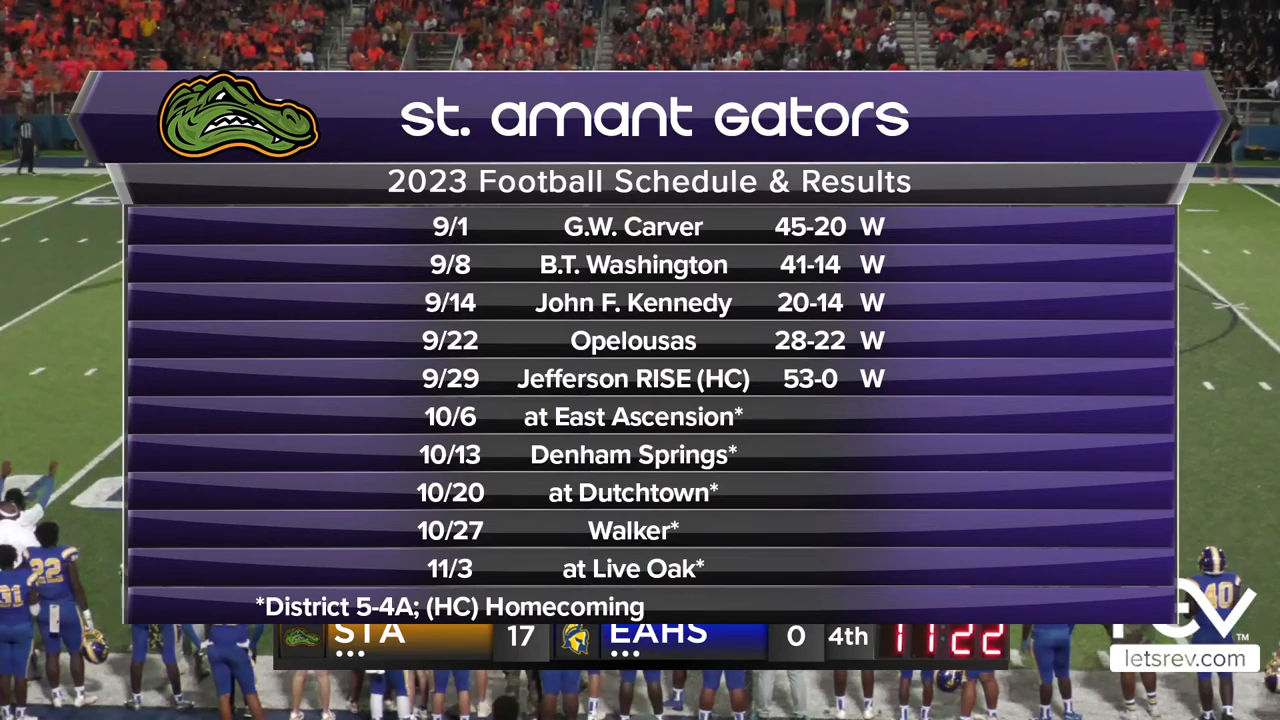 St. Amant Gators
2023 Football Schedule & Results
9/1 G.W. Carver 45-20 W
9/8 B.T. Washington 41-14 W
9/14 John F. Kennedy 20-14 W
9/22 Opelousas 28-22 W
9/29 Jefferson RISE (HC) 53-0 W
10/6 at East Ascension*
10/13 Denham Springs*
10/20 at Dutchtown*
10/27 Walker*
11/3 at Live Oak*
*District 5-4A; (HC) Homecoming
STA 17 EAHS 0 4th 11:22
rev™
letsrev.com
22
40